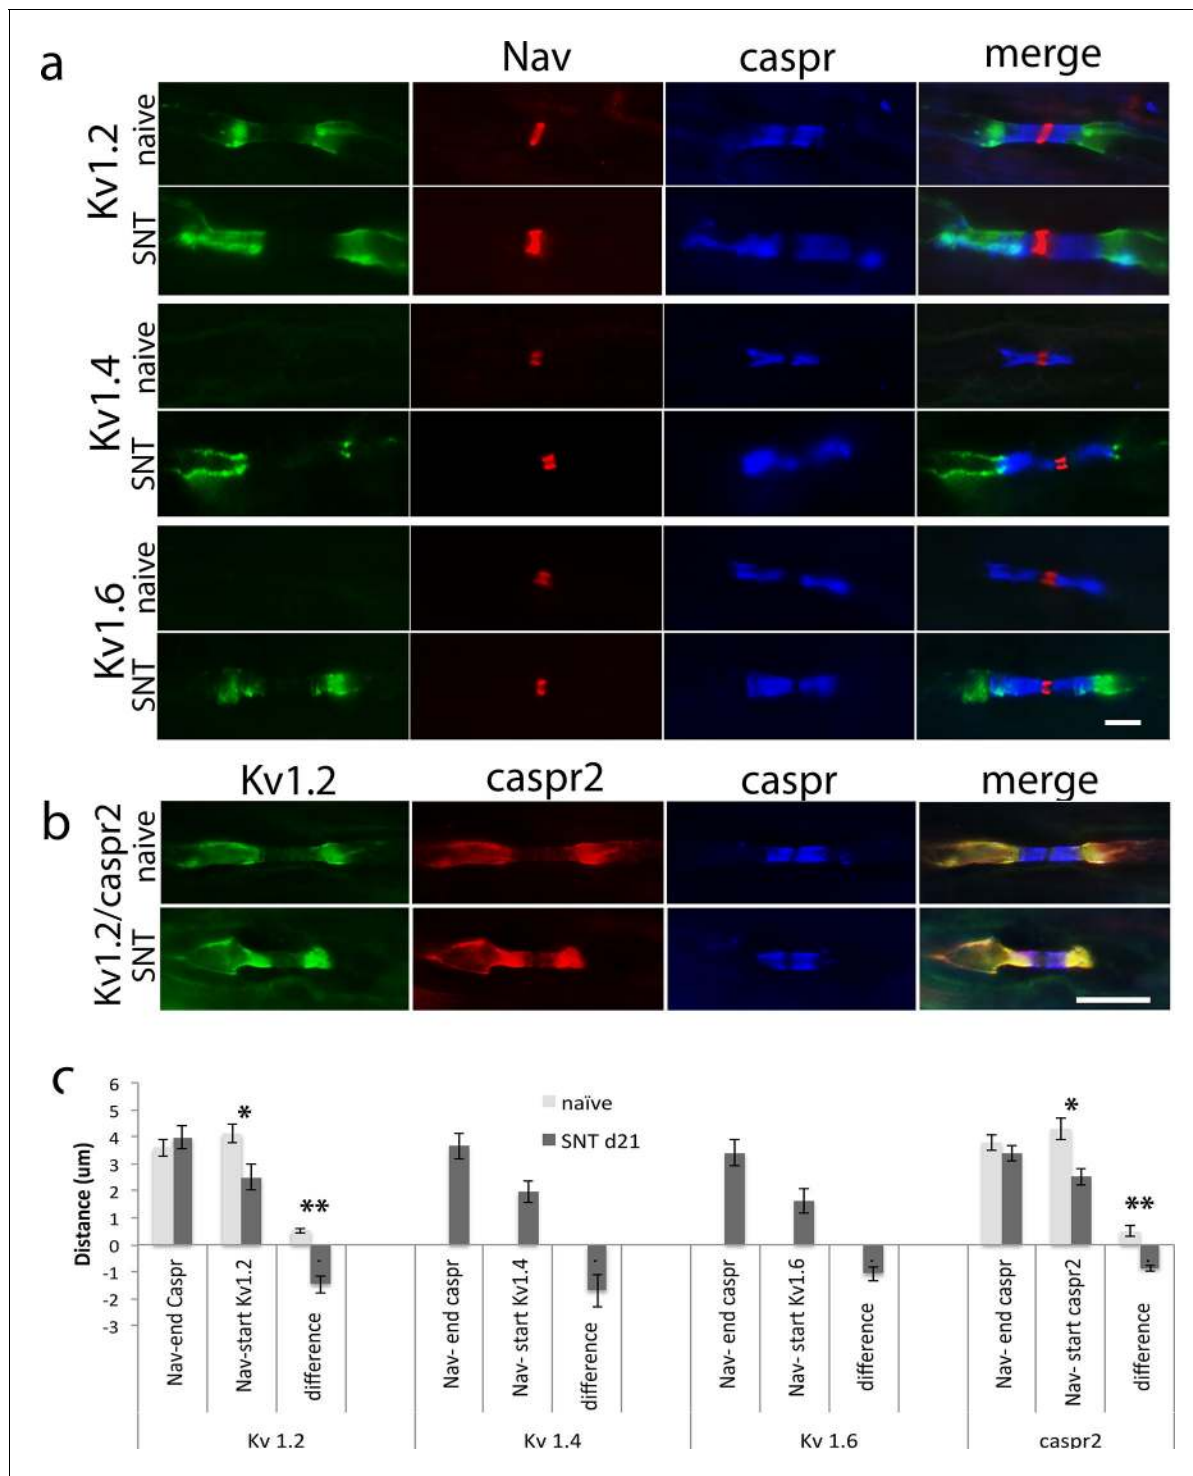 a
Nav caspr merge
Kv1.2
naive
SNT
Kv1.4
naive
SNT
Kv1.6
naive
SNT
b
Kv1.2 caspr2 caspr merge
Kv1.2/caspr2
naive
SNT
c
Distance (um)
6
5
4
3
2
1
0
-1
-2
-3
naïve
SNT d21
*
**
*
**
Nav-end Caspr
Nav-start Kv1.2
difference
Nav- end caspr
Nav- start Kv1.4
difference
Nav- end caspr
Nav- start Kv1.6
difference
Nav- end caspr
Nav- start caspr2
difference
Kv 1.2 Kv 1.4 Kv 1.6 caspr2